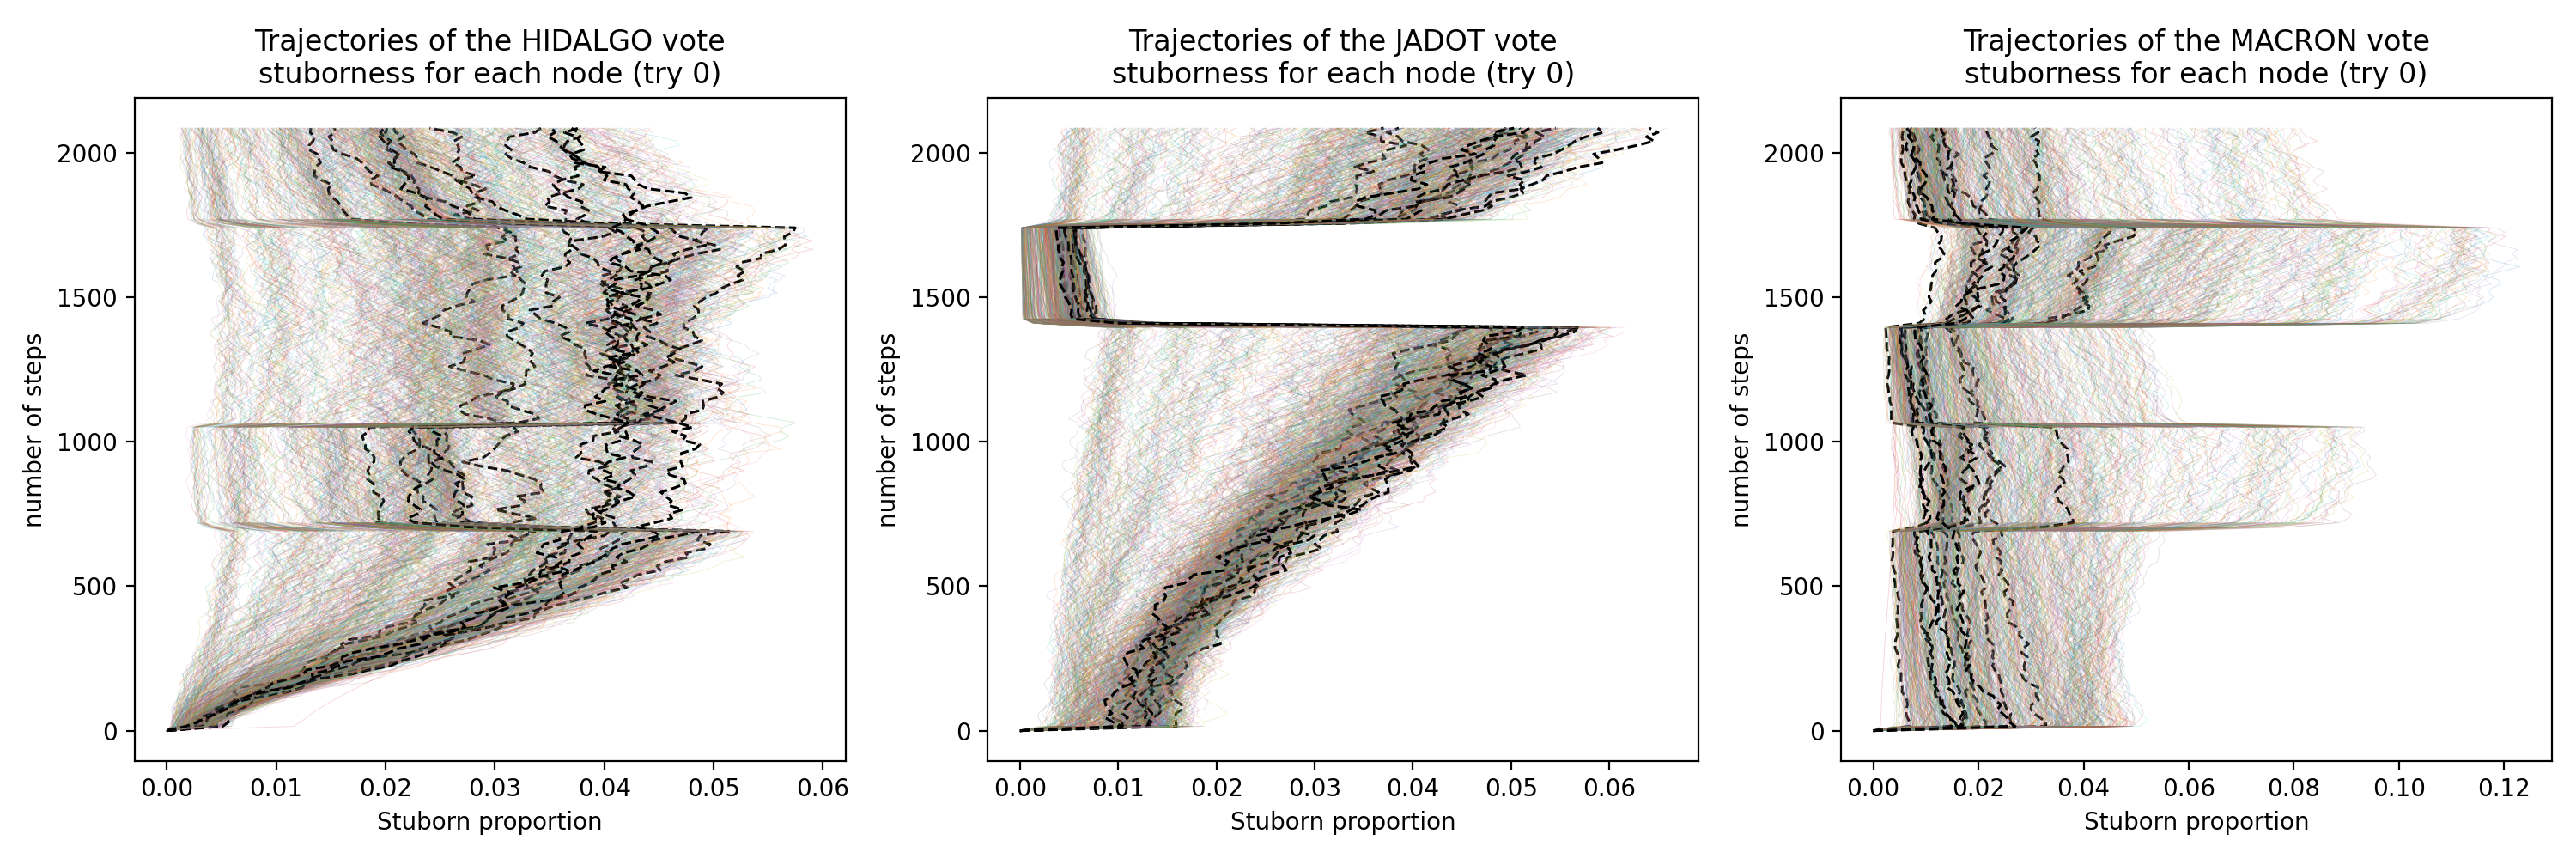 Trajectories of the HIDALGO vote
stuborness for each node (try 0)
2000
1500
1000
500
0
number of steps
0.00 0.01 0.02 0.03 0.04 0.05 0.06
Stuborn proportion
Trajectories of the JADOT vote
stuborness for each node (try 0)
2000
1500
1000
500
0
number of steps
0.00 0.01 0.02 0.03 0.04 0.05 0.06
Stuborn proportion
Trajectories of the MACRON vote
stuborness for each node (try 0)
2000
1500
1000
500
0
number of steps
0.00 0.02 0.04 0.06 0.08 0.10 0.12
Stuborn proportion